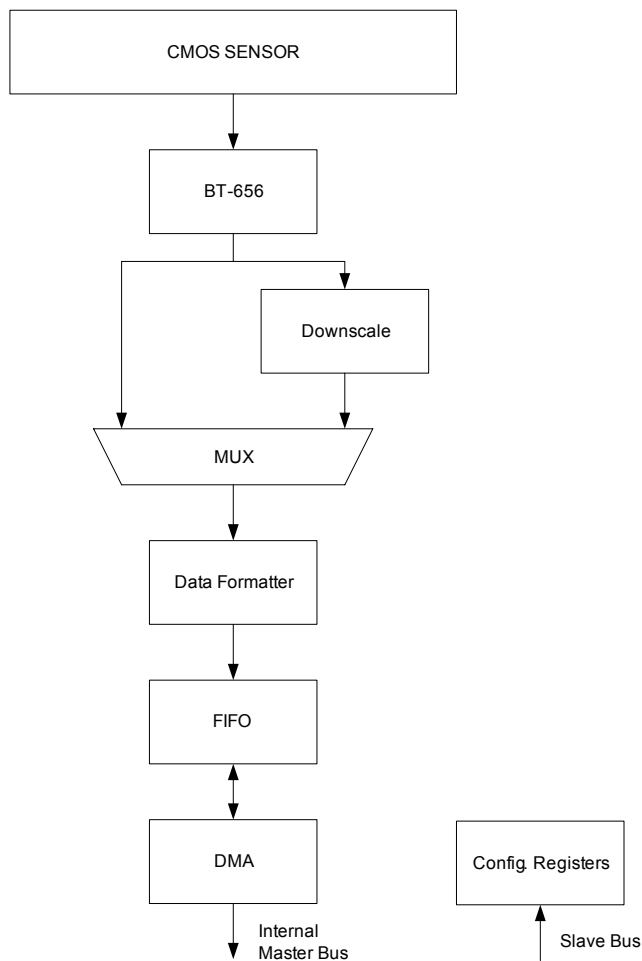 CMOS SENSOR
BT-656
Downscale
MUX
Data Formatter
FIFO
DMA
Config. Registers
Internal
Master Bus
Slave Bus